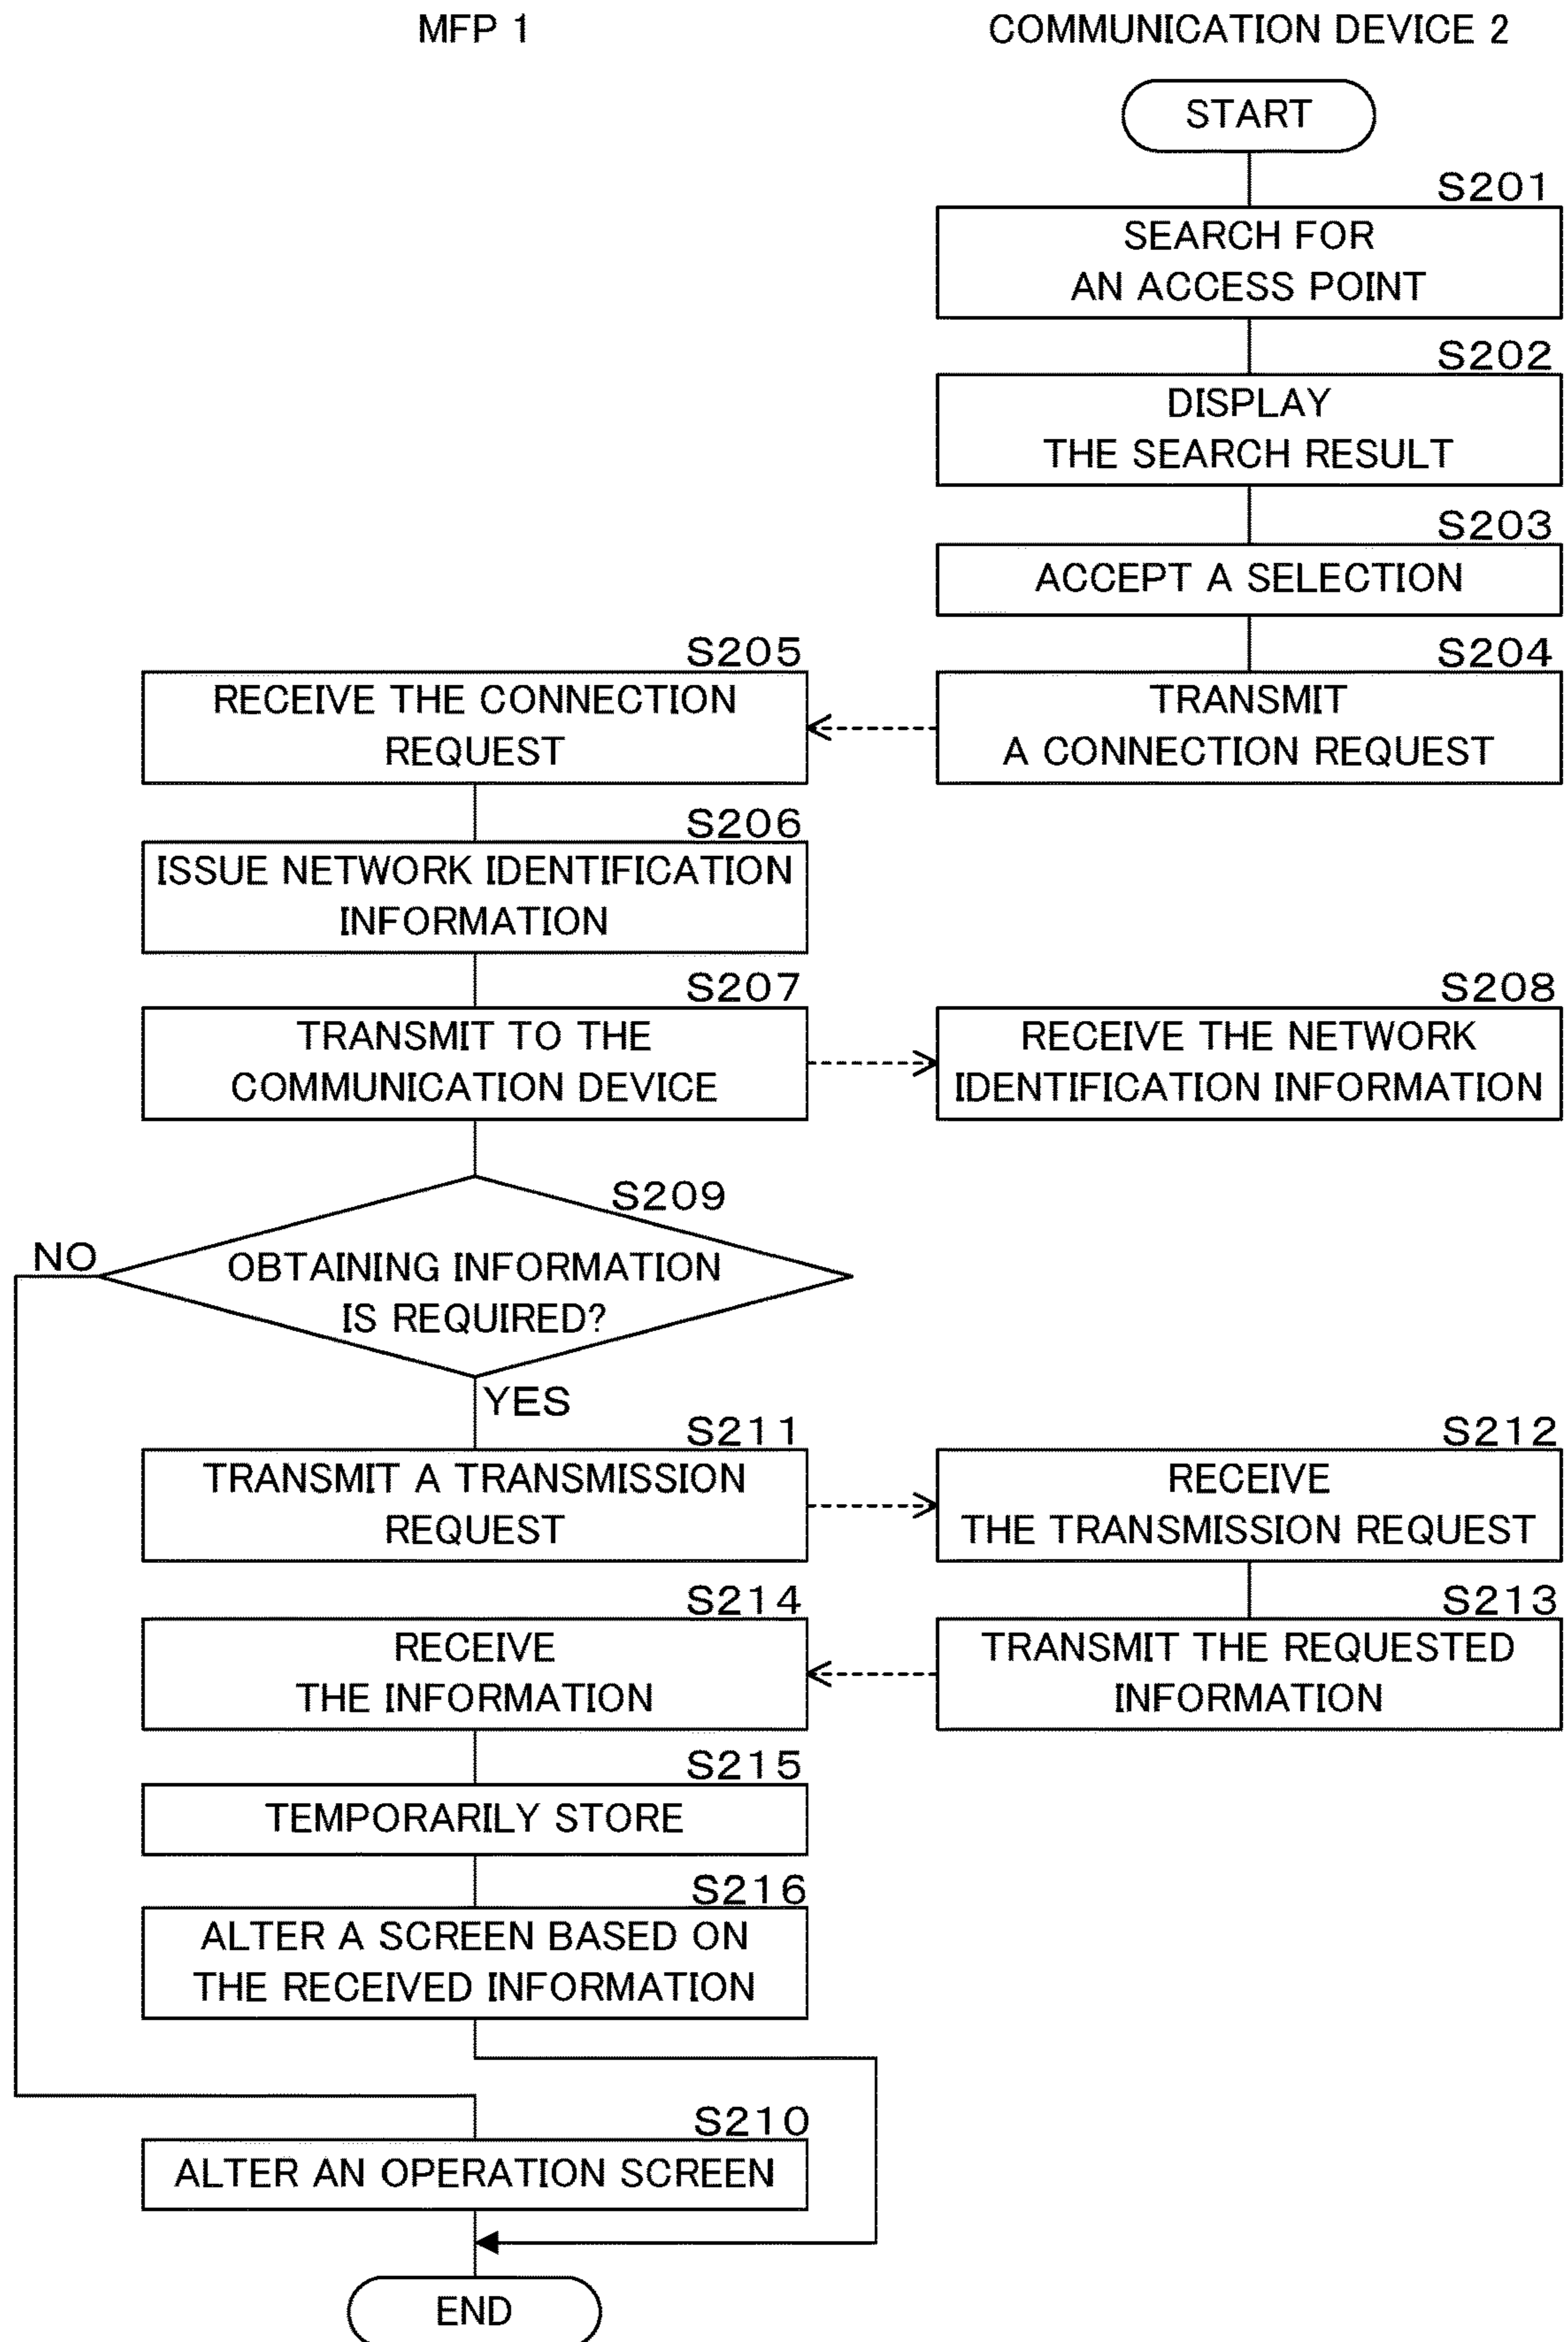 MFP 1
COMMUNICATION DEVICE 2
START
S201
SEARCH FOR
AN ACCESS POINT
S202
DISPLAY
THE SEARCH RESULT
S203
ACCEPT A SELECTION
S204
TRANSMIT
A CONNECTION REQUEST
S205
RECEIVE THE CONNECTION
REQUEST
S206
ISSUE NETWORK IDENTIFICATION
INFORMATION
S207
TRANSMIT TO THE
COMMUNICATION DEVICE
S208
RECEIVE THE NETWORK
IDENTIFICATION INFORMATION
S209
OBTAINING INFORMATION
IS REQUIRED?
NO
YES
S211
TRANSMIT A TRANSMISSION
REQUEST
S212
RECEIVE
THE TRANSMISSION REQUEST
S213
TRANSMIT THE REQUESTED
INFORMATION
S214
RECEIVE
THE INFORMATION
S215
TEMPORARILY STORE
S216
ALTER A SCREEN BASED ON
THE RECEIVED INFORMATION
S210
ALTER AN OPERATION SCREEN
END